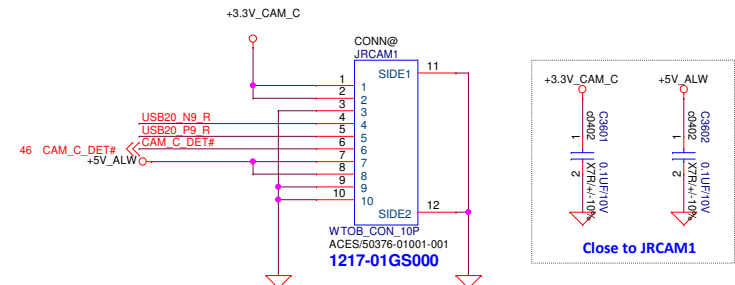 +3.3V_CAM_C
CONN@
JRCAM1
SIDE1
11
1 1
2 2
3 3
USB20_N9_R 4 4
USB20_P9_R 5 5
46 CAM_C_DET# CAM_C_DET# 6 6
+5V_ALW 7 7
8 8
9 9
10 10
SIDE2
12
WTOB_CON_10P
ACES/50376-01001-001
1217-01GS000
+3.3V_CAM_C
+5V_ALW
1
2
C3601
c0402
0.1UF/10V
X7R/+/-10%
1
2
C3602
c0402
0.1UF/10V
X7R/+/-10%
Close to JRCAM1